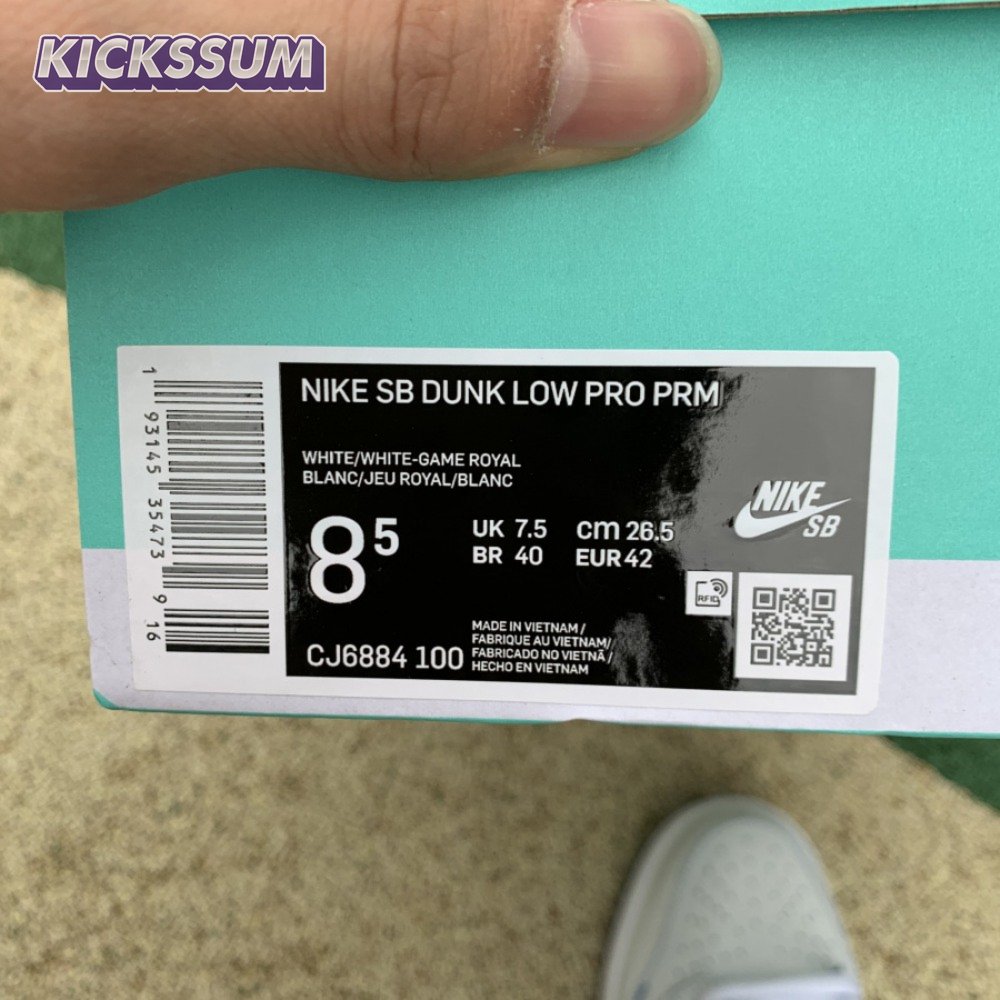 KICKSSUM
NIKE SB DUNK LOW PRO PRM
WHITE/WHITE-GAME ROYAL
BLANC/JEU ROYAL/BLANC
8 5
UK 7.5 cm 26.5
BR 40 EUR 42
NIKE
SB
RFID
MADE IN VIETNAM /
FABRIQUE AU VIETNAM/
FABRICADO NO VIETNÃ /
HECHO EN VIETNAM
CJ6884 100
1 93145 35473 9 16